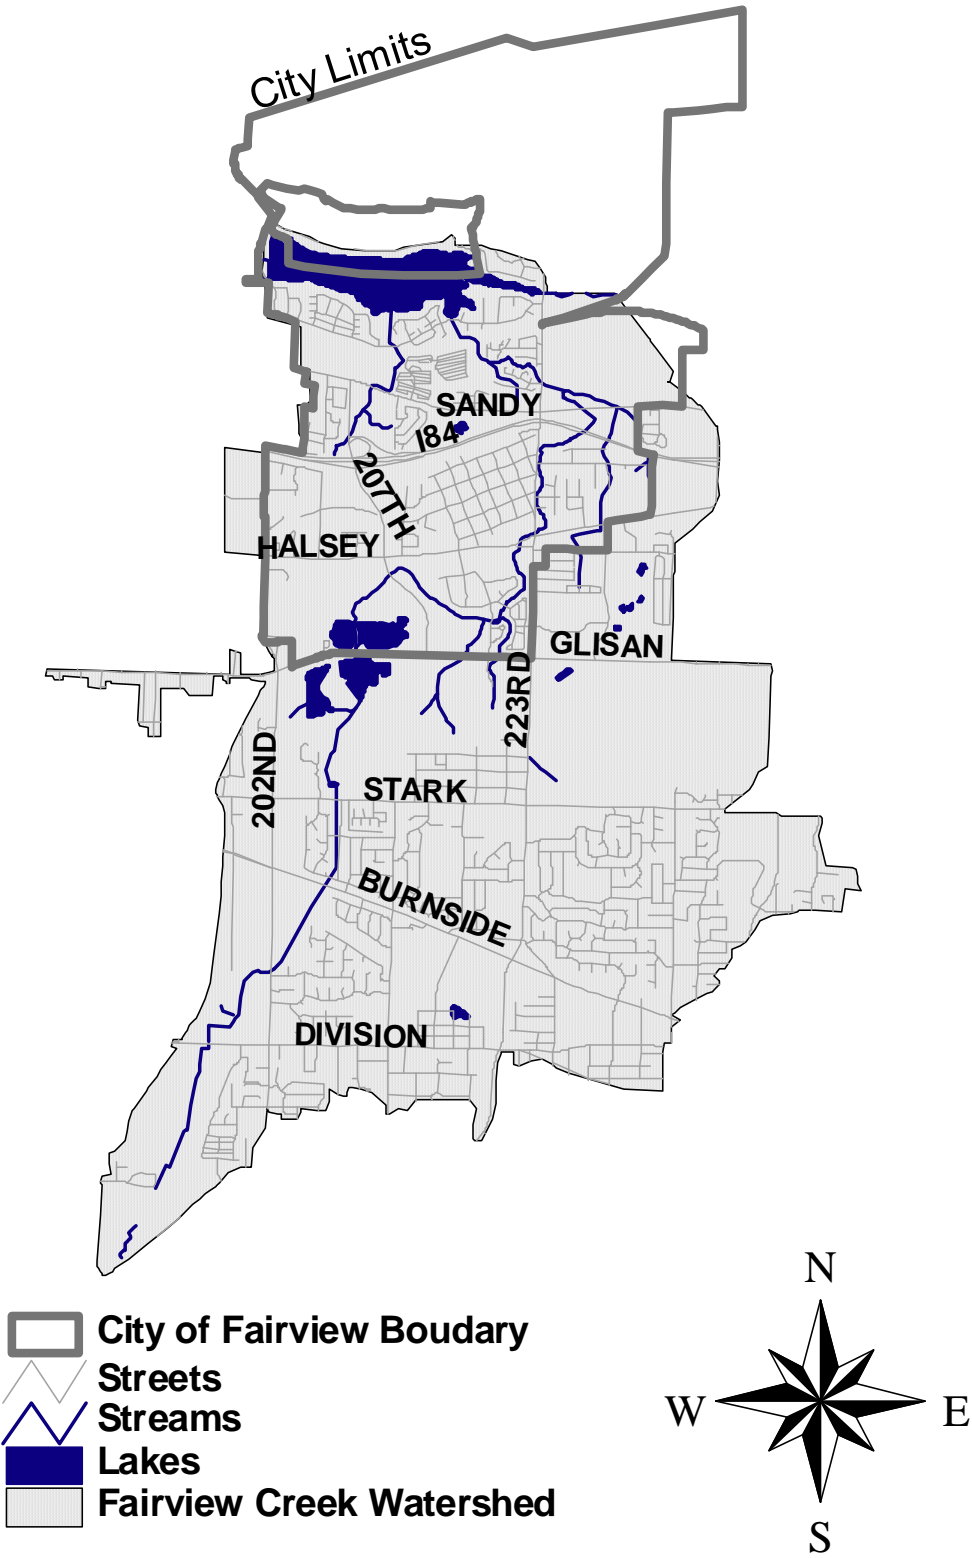 City Limits
SANDY
I84
207TH
HALSEY
GLISAN
223RD
202ND
STARK
BURNSIDE
DIVISION
N
W
E
S
City of Fairview Boudary
Streets
Streams
Lakes
Fairview Creek Watershed